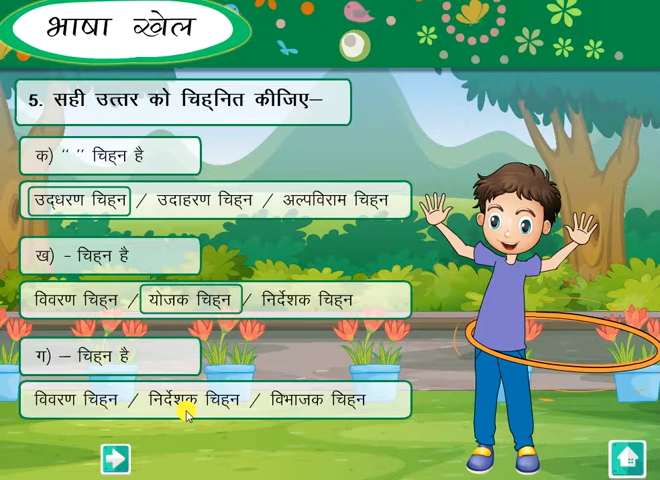 भाषा खेल
5. सही उत्तर को चिह्नित कीजिए–
क) “ ” चिह्न है
उद्धरण चिह्न / उदाहरण चिह्न / अल्पविराम चिह्न
ख) - चिह्न है
विवरण चिह्न / योजक चिह्न / निर्देशक चिह्न
ग) – चिह्न है
विवरण चिह्न / निर्देशक चिह्न / विभाजक चिह्न